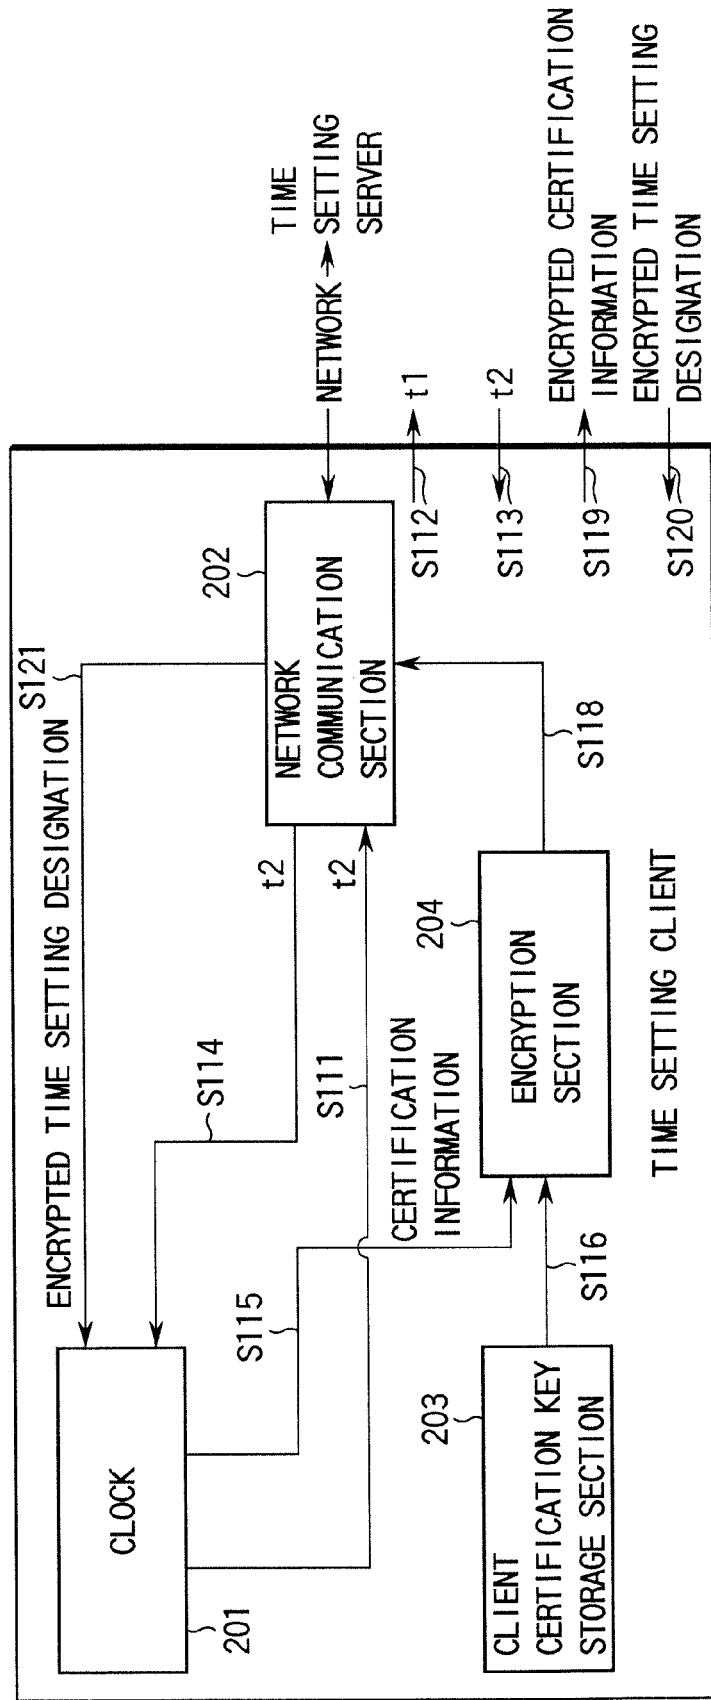 ENCRYPTED TIME SETTING DESIGNATION
S121
CLOCK
201
S114
202
NETWORK
COMMUNICATION
SECTION
t2
t2
S115
S111
CERTIFICATION
INFORMATION
203
CLIENT
CERTIFICATION KEY
STORAGE SECTION
S116
204
ENCRYPTION
SECTION
S118
TIME SETTING CLIENT
NETWORK
TIME
SETTING
SERVER
S112
t1
S113
t2
S119
ENCRYPTED CERTIFICATION
INFORMATION
S120
ENCRYPTED TIME SETTING
DESIGNATION